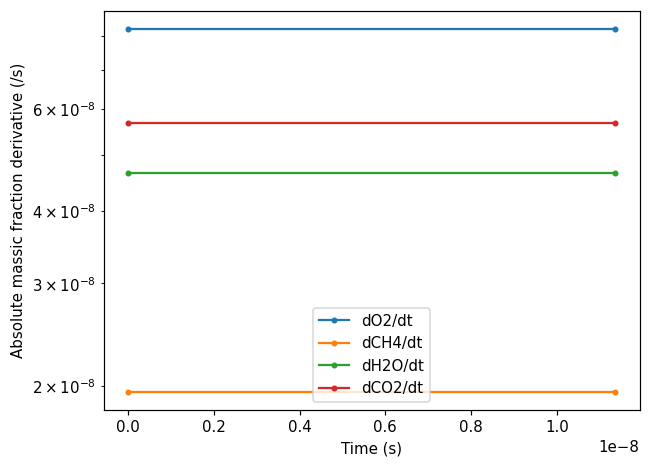 Absolute massic fraction derivative (/s)
6 × 10⁻⁸
4 × 10⁻⁸
3 × 10⁻⁸
2 × 10⁻⁸
dO2/dt
dCH4/dt
dH2O/dt
dCO2/dt
0.0 0.2 0.4 0.6 0.8 1.0
1e−8
Time (s)